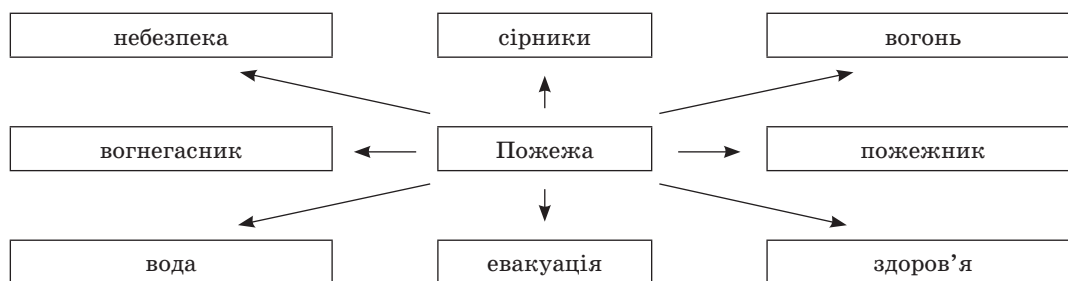 небезпека сірники вогонь
вогнегасник Пожежа пожежник
вода евакуація здоров’я